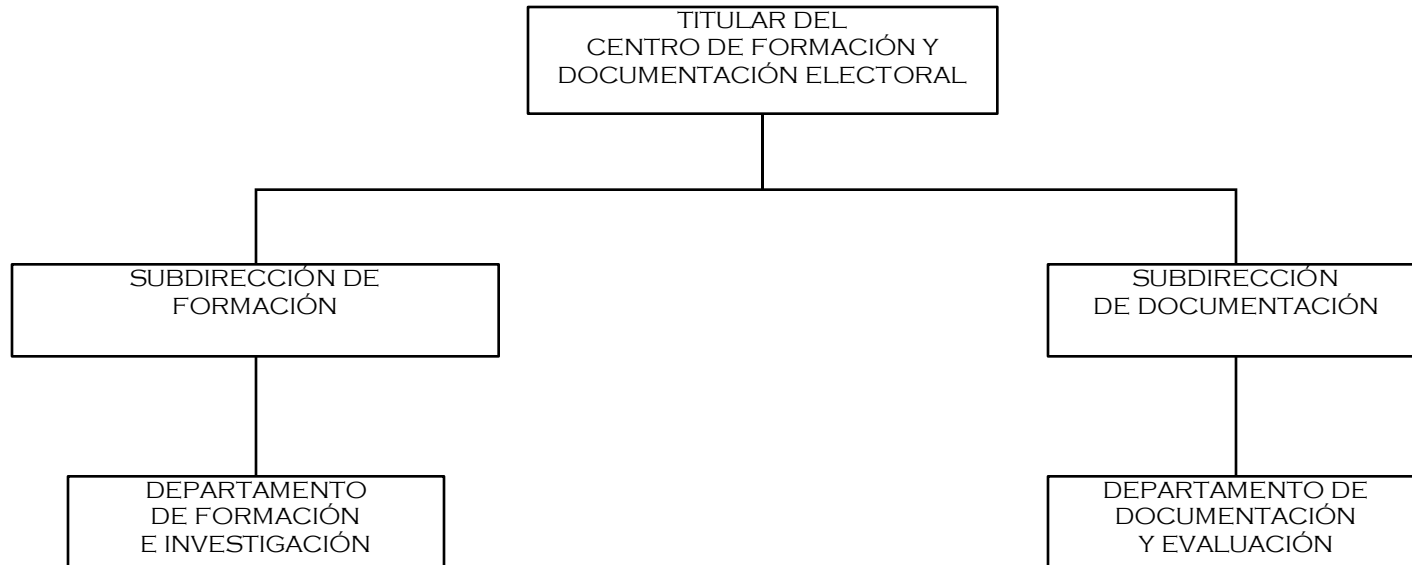 TITULAR DEL
CENTRO DE FORMACIÓN Y
DOCUMENTACIÓN ELECTORAL
SUBDIRECCIÓN DE
FORMACIÓN
SUBDIRECCIÓN
DE DOCUMENTACIÓN
DEPARTAMENTO
DE FORMACIÓN
E INVESTIGACIÓN
DEPARTAMENTO DE
DOCUMENTACIÓN
Y EVALUACIÓN